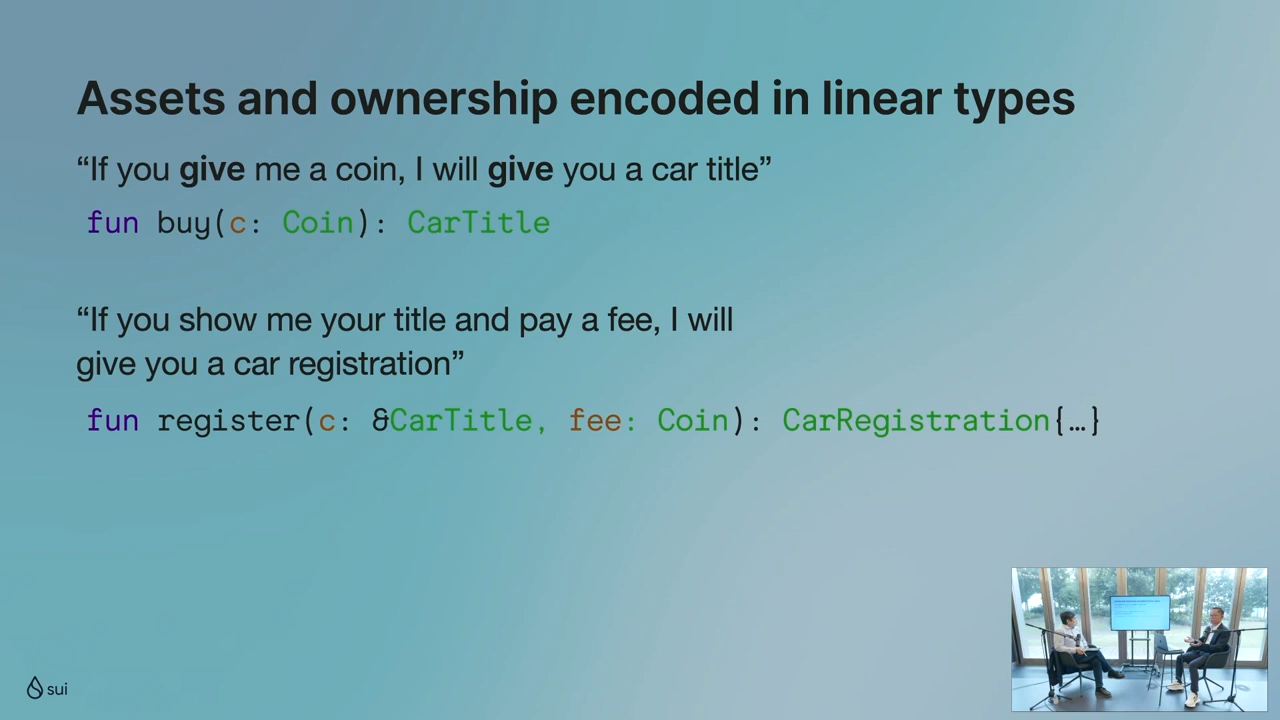 Assets and ownership encoded in linear types
“If you give me a coin, I will give you a car title”
fun buy(c: Coin): CarTitle
“If you show me your title and pay a fee, I will
give you a car registration”
fun register(c: &CarTitle, fee: Coin): CarRegistration{…}
sui